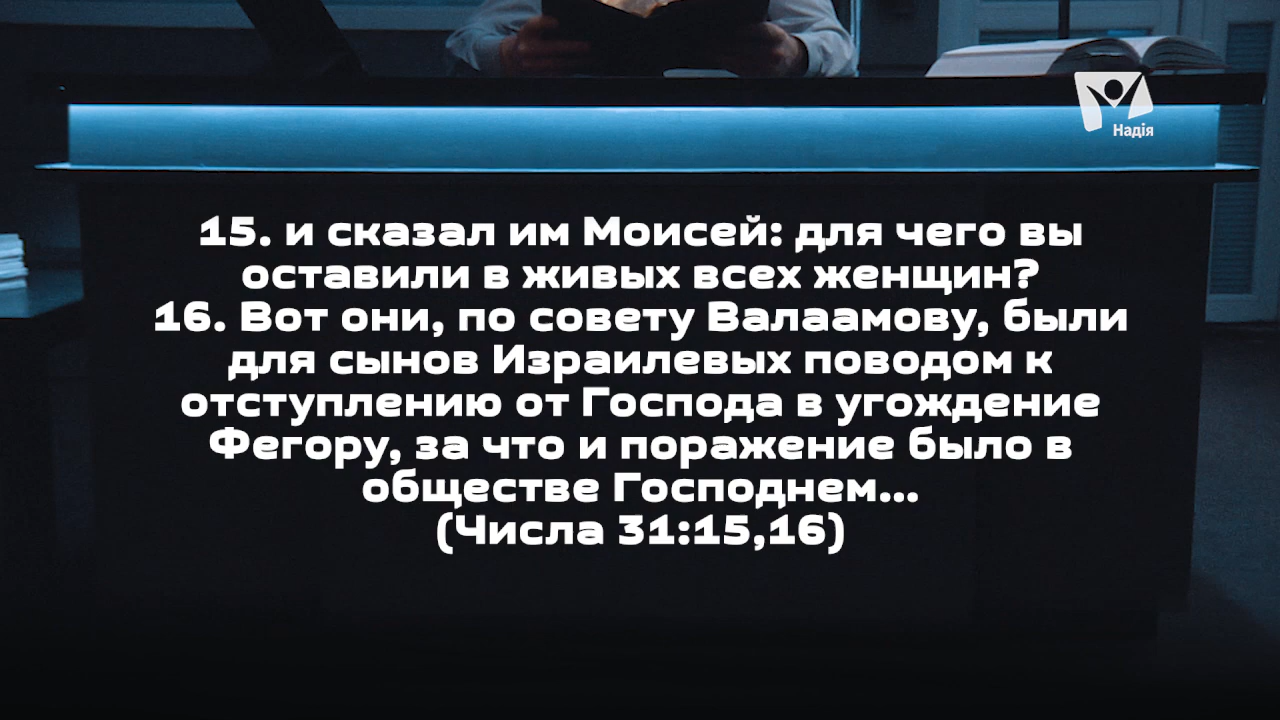 Надія
15. и сказал им Моисей: для чего вы
оставили в живых всех женщин?
16. Вот они, по совету Валаамову, были
для сынов Израилевых поводом к
отступлению от Господа в угождение
Фегору, за что и поражение было в
обществе Господнем...
(Числа 31:15,16)